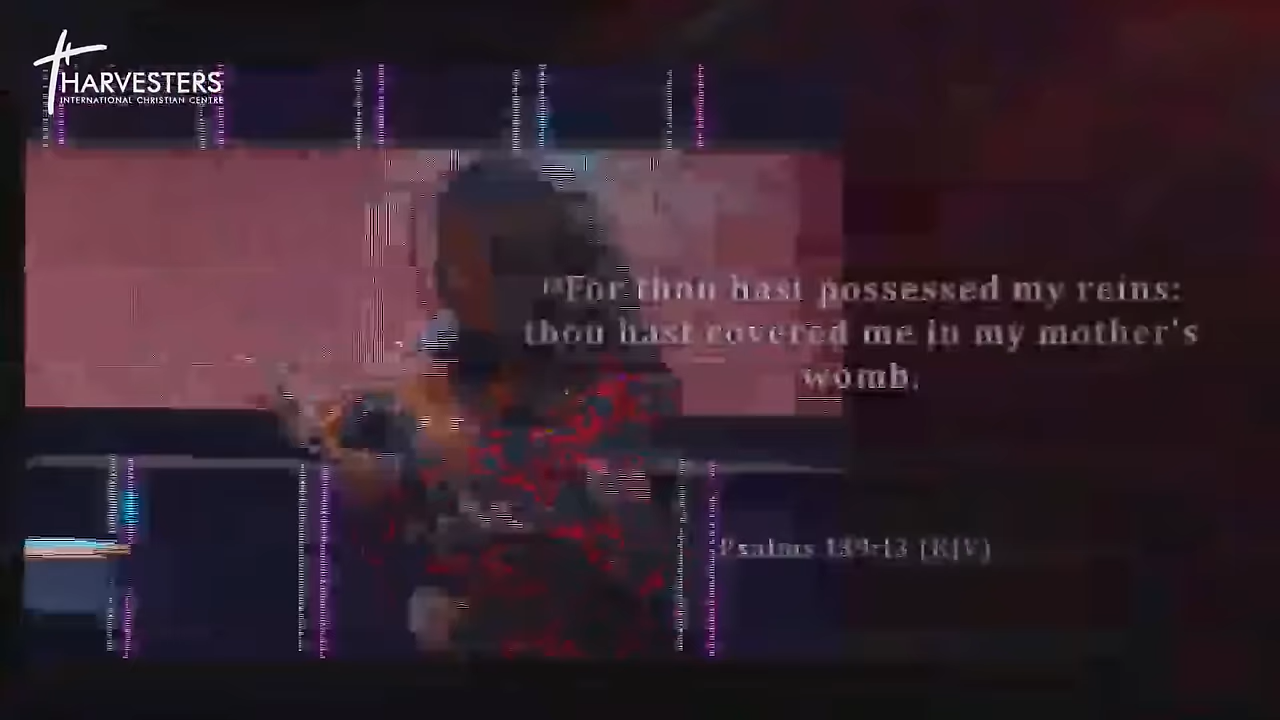 HARVESTERS
INTERNATIONAL CHRISTIAN CENTRE
For thou hast possessed my reins:
thou hast covered me in my mother's
womb.
Psalms 139:13 (KJV)